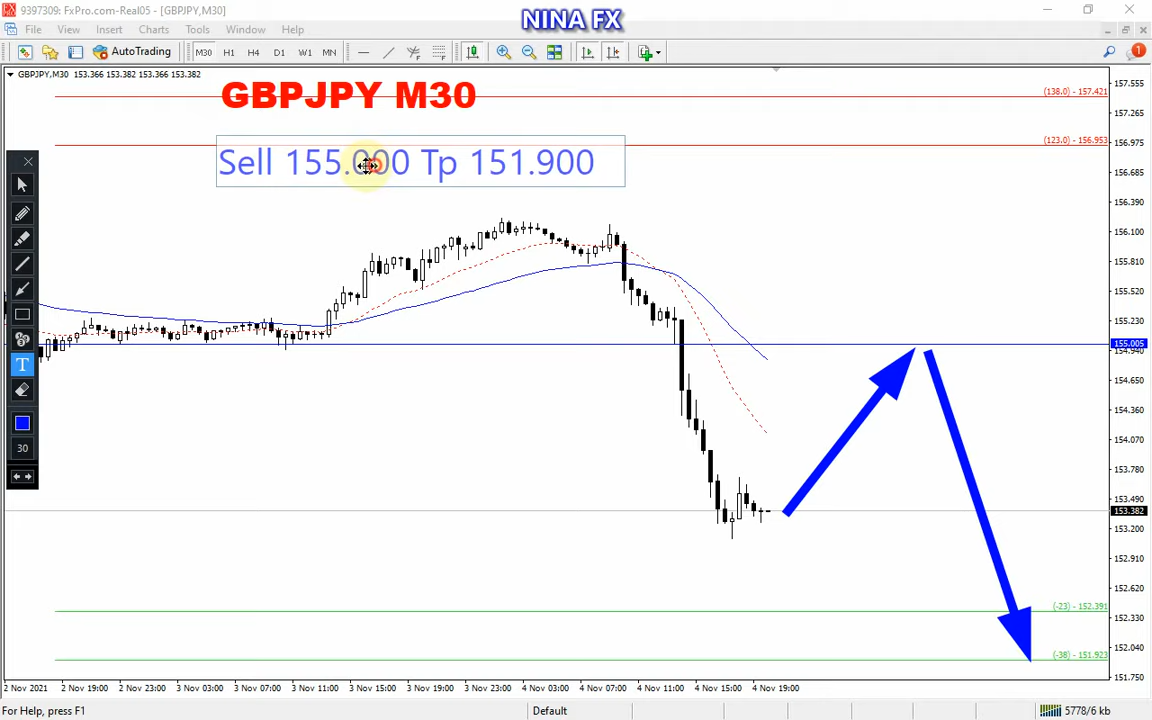 9397309: FxPro.com-Real05 - [GBPJPY,M30]
NINA FX
File View Insert Charts Tools Window Help
AutoTrading M30 H1 H4 D1 W1 MN
1
GBPJPY,M30 153.366 153.382 153.366 153.382
GBPJPY M30
Sell 155.000 Tp 151.900
(138.0) - 157.421
(123.0) - 156.953
(-23) - 152.391
(-38) - 151.923
T
30
157.555
157.265
156.975
156.685
156.390
156.100
155.810
155.520
155.230
155.005
154.940
154.650
154.360
154.070
153.780
153.490
153.382
153.200
152.910
152.620
152.330
152.040
151.750
2 Nov 2021 2 Nov 19:00 2 Nov 23:00 3 Nov 03:00 3 Nov 07:00 3 Nov 11:00 3 Nov 15:00 3 Nov 19:00 3 Nov 23:00 4 Nov 03:00 4 Nov 07:00 4 Nov 11:00 4 Nov 15:00 4 Nov 19:00
For Help, press F1 Default 5778/6 kb